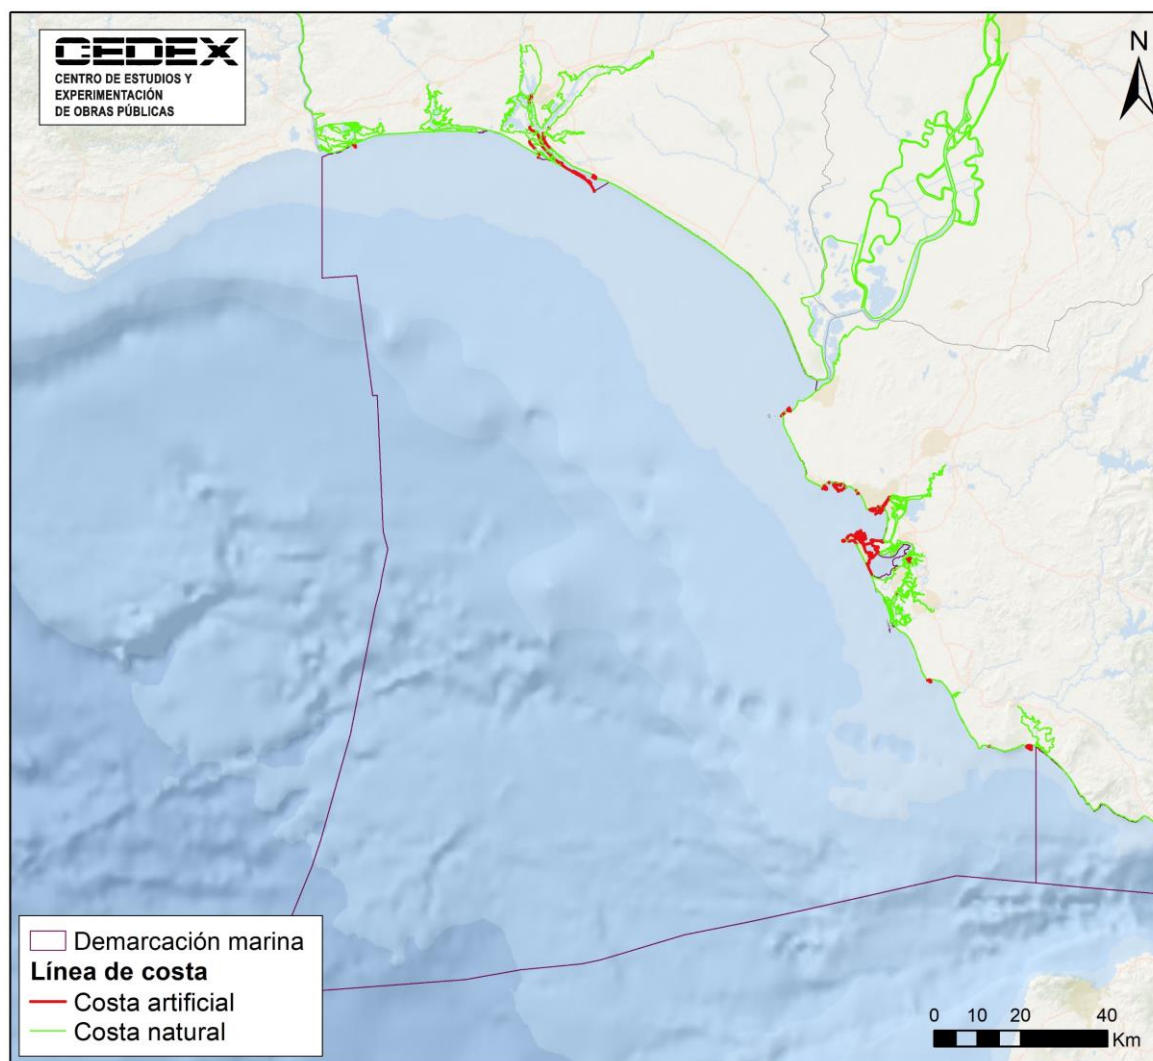 CEDEX
CENTRO DE ESTUDIOS Y
EXPERIMENTACIÓN
DE OBRAS PÚBLICAS
N
Demarcación marina
Línea de costa
Costa artificial
Costa natural
0 10 20 40
Km